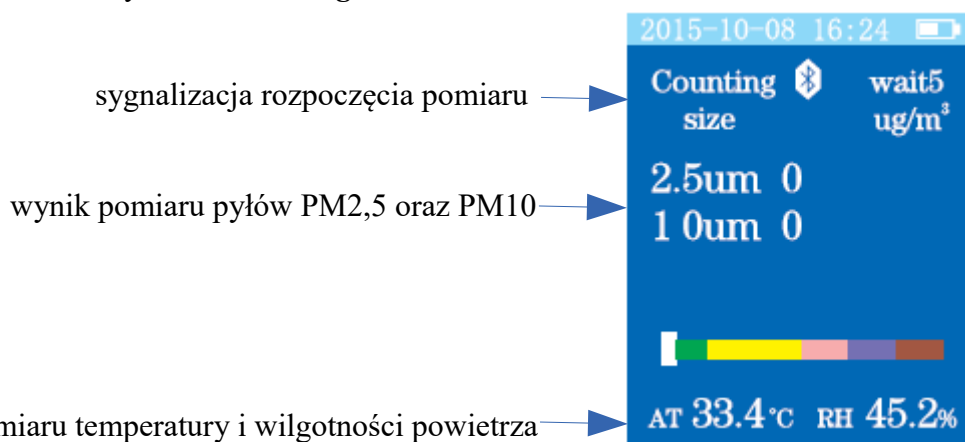 2015-10-08 16:24
sygnalizacja rozpoczęcia pomiaru
Counting wait5
size ug/m³
wynik pomiaru pyłów PM2,5 oraz PM10
2.5um 0
1 0um 0
temperatury i wilgotności powietrza
AT 33.4°C RH 45.2%